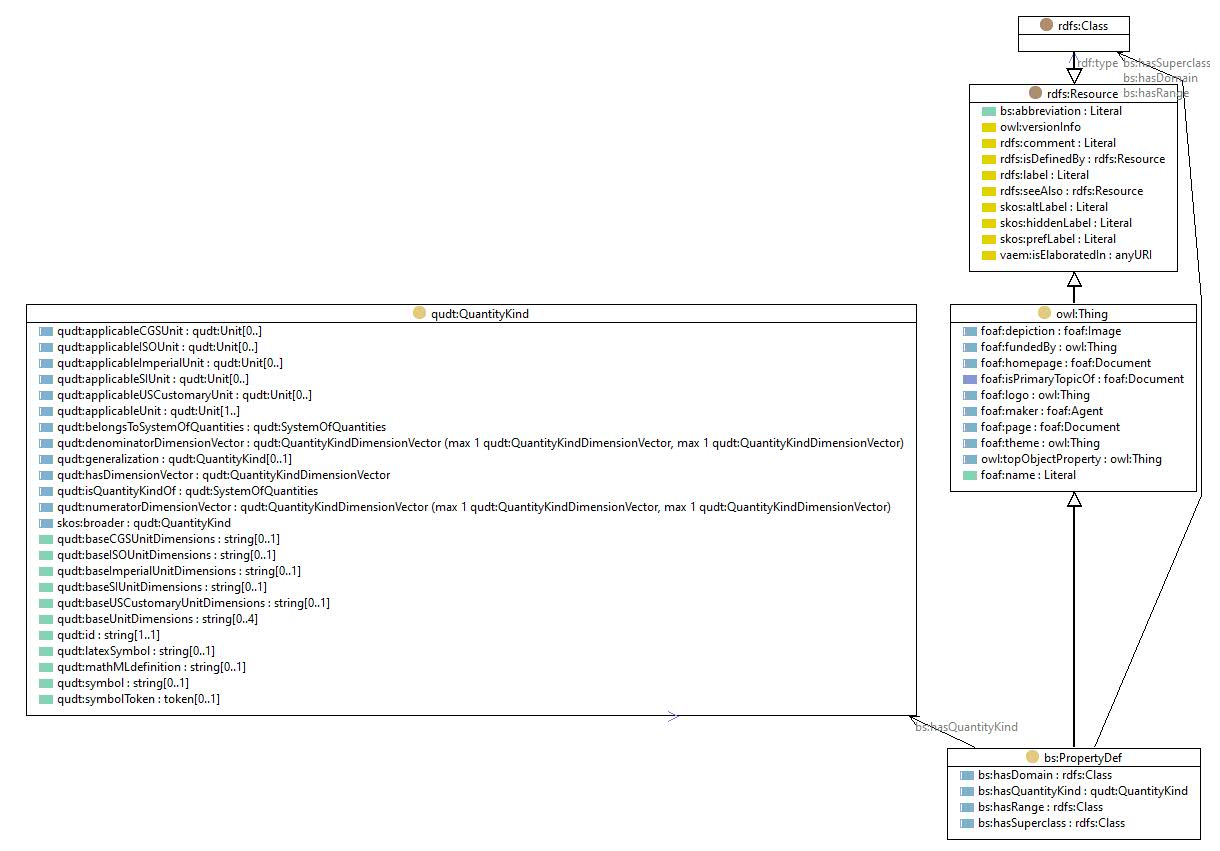 rdfs:Class
rdf:type
bs:hasSuperclass
bs:hasDomain
bs:hasRange
rdfs:Resource
bs:abbreviation : Literal
owl:versionInfo
rdfs:comment : Literal
rdfs:isDefinedBy : rdfs:Resource
rdfs:label : Literal
rdfs:seeAlso : rdfs:Resource
skos:altLabel : Literal
skos:hiddenLabel : Literal
skos:prefLabel : Literal
vaem:isElaboratedIn : anyURI
qudt:QuantityKind
qudt:applicableCGSUnit : qudt:Unit[0..]
qudt:applicableISOUnit : qudt:Unit[0..]
qudt:applicableImperialUnit : qudt:Unit[0..]
qudt:applicableSIUnit : qudt:Unit[0..]
qudt:applicableUSCustomaryUnit : qudt:Unit[0..]
qudt:applicableUnit : qudt:Unit[1..]
qudt:belongsToSystemOfQuantities : qudt:SystemOfQuantities
qudt:denominatorDimensionVector : qudt:QuantityKindDimensionVector (max 1 qudt:QuantityKindDimensionVector, max 1 qudt:QuantityKindDimensionVector)
qudt:generalization : qudt:QuantityKind[0..1]
qudt:hasDimensionVector : qudt:QuantityKindDimensionVector
qudt:isQuantityKindOf : qudt:SystemOfQuantities
qudt:numeratorDimensionVector : qudt:QuantityKindDimensionVector (max 1 qudt:QuantityKindDimensionVector, max 1 qudt:QuantityKindDimensionVector)
skos:broader : qudt:QuantityKind
qudt:baseCGSUnitDimensions : string[0..1]
qudt:baseISOUnitDimensions : string[0..1]
qudt:baseImperialUnitDimensions : string[0..1]
qudt:baseSIUnitDimensions : string[0..1]
qudt:baseUSCustomaryUnitDimensions : string[0..1]
qudt:baseUnitDimensions : string[0..4]
qudt:id : string[1..1]
qudt:latexSymbol : string[0..1]
qudt:mathMLdefinition : string[0..1]
qudt:symbol : string[0..1]
qudt:symbolToken : token[0..1]
owl:Thing
foaf:depiction : foaf:Image
foaf:fundedBy : owl:Thing
foaf:homepage : foaf:Document
foaf:isPrimaryTopicOf : foaf:Document
foaf:logo : owl:Thing
foaf:maker : foaf:Agent
foaf:page : foaf:Document
foaf:theme : owl:Thing
owl:topObjectProperty : owl:Thing
foaf:name : Literal
bs:hasQuantityKind
bs:PropertyDef
bs:hasDomain : rdfs:Class
bs:hasQuantityKind : qudt:QuantityKind
bs:hasRange : rdfs:Class
bs:hasSuperclass : rdfs:Class